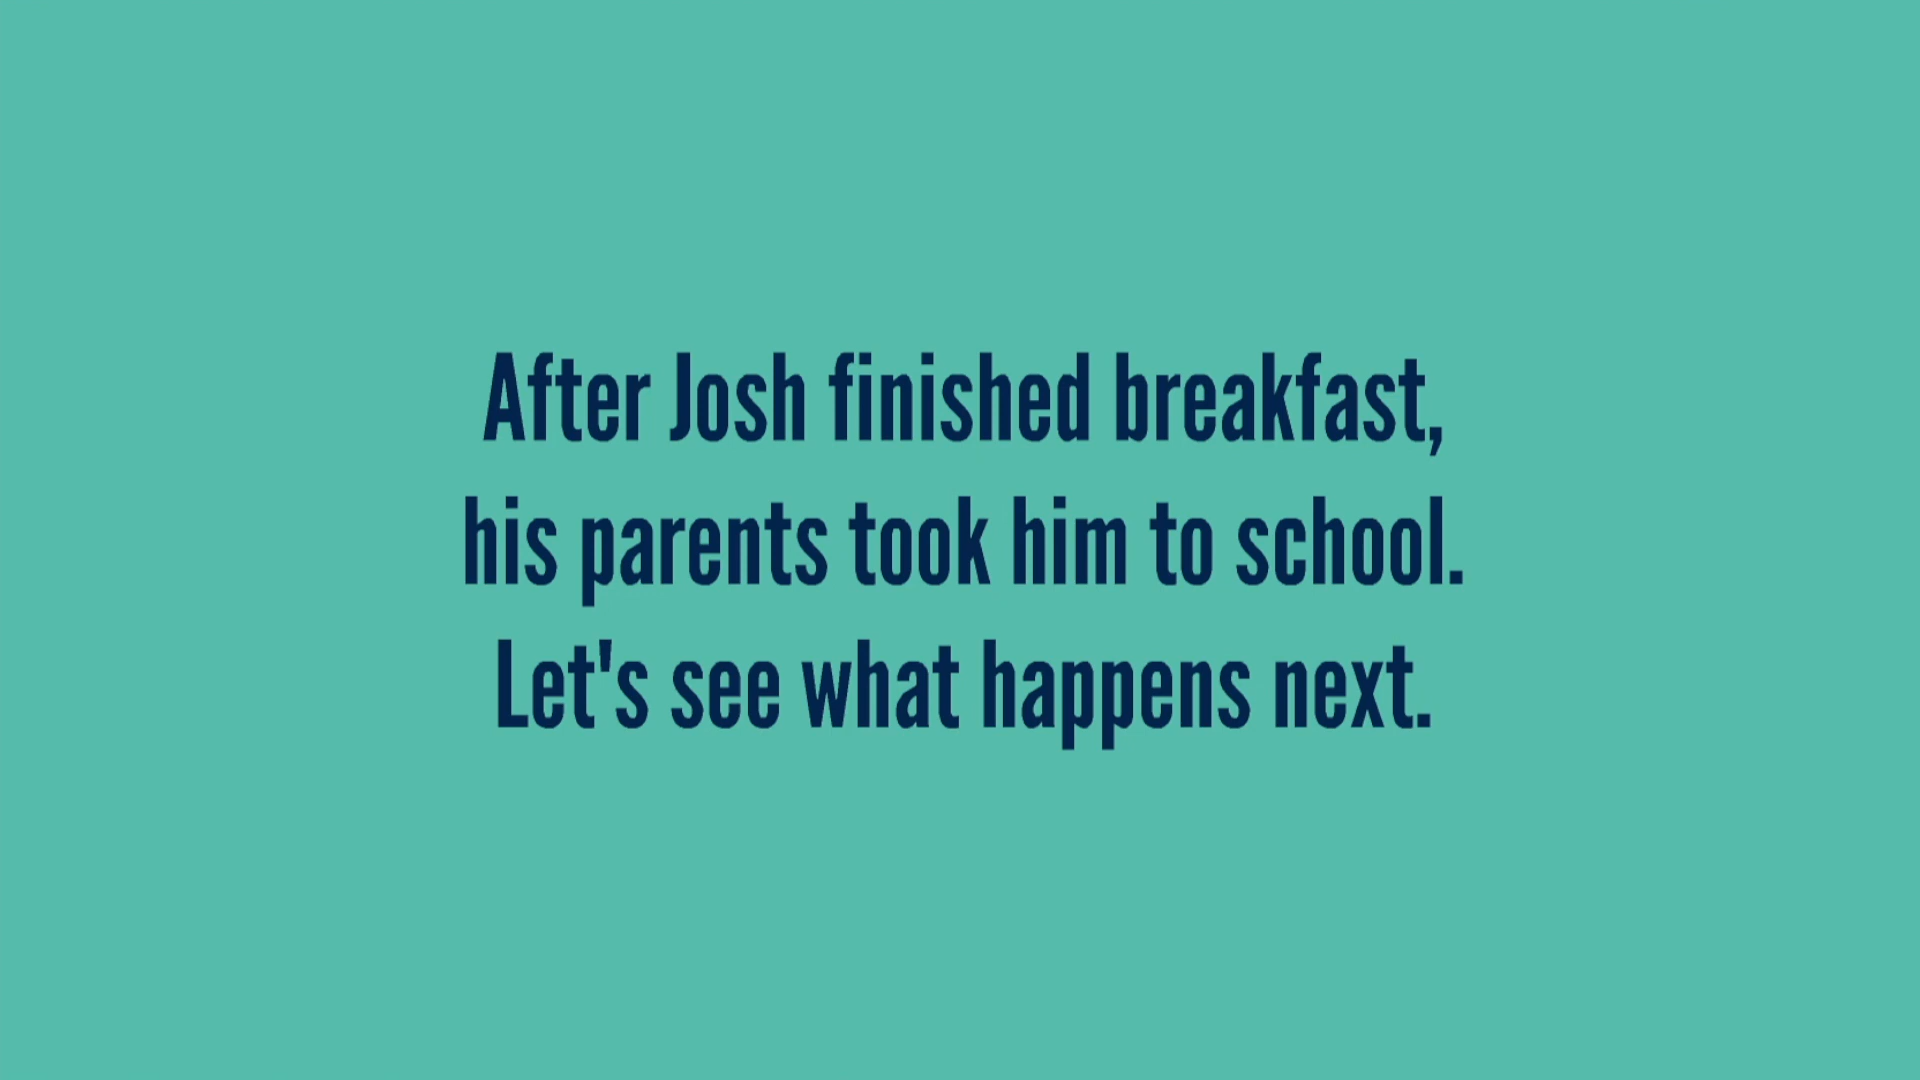 After Josh finished breakfast,
his parents took him to school.
Let's see what happens next.